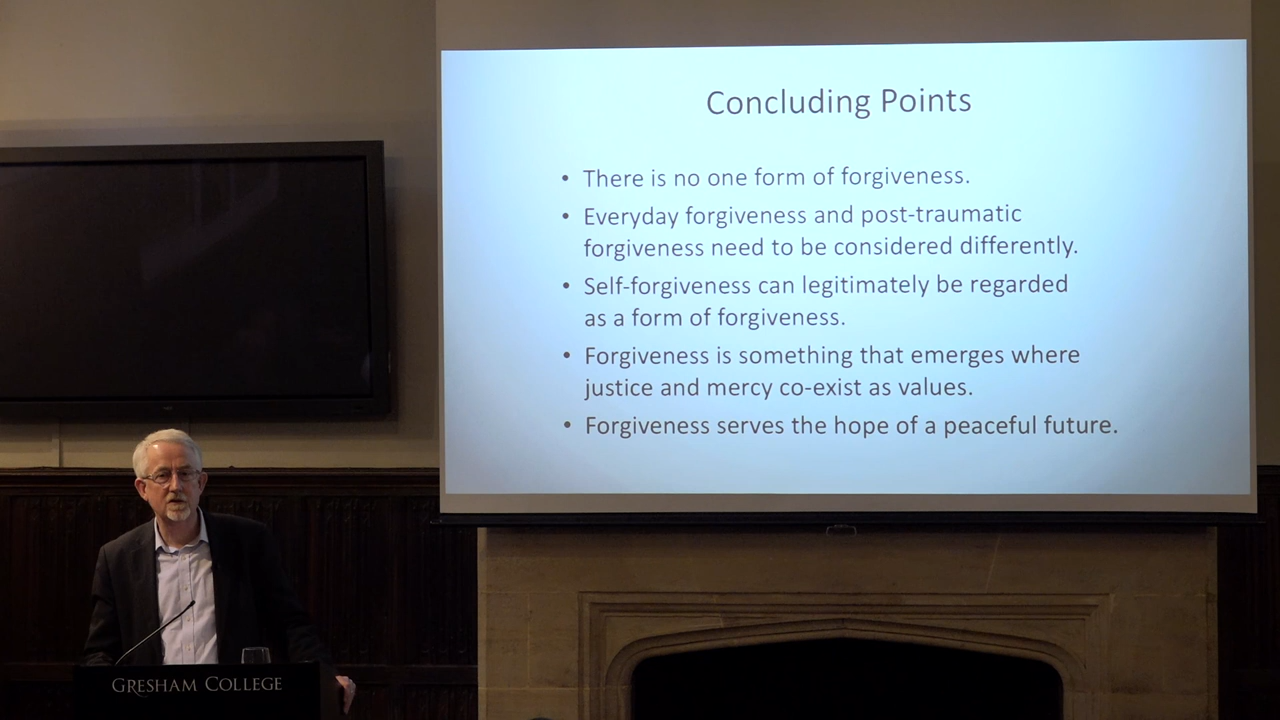 Concluding Points
• There is no one form of forgiveness.
• Everyday forgiveness and post-traumatic
forgiveness need to be considered differently.
• Self-forgiveness can legitimately be regarded
as a form of forgiveness.
• Forgiveness is something that emerges where
justice and mercy co-exist as values.
• Forgiveness serves the hope of a peaceful future.
GRESHAM COLLEGE